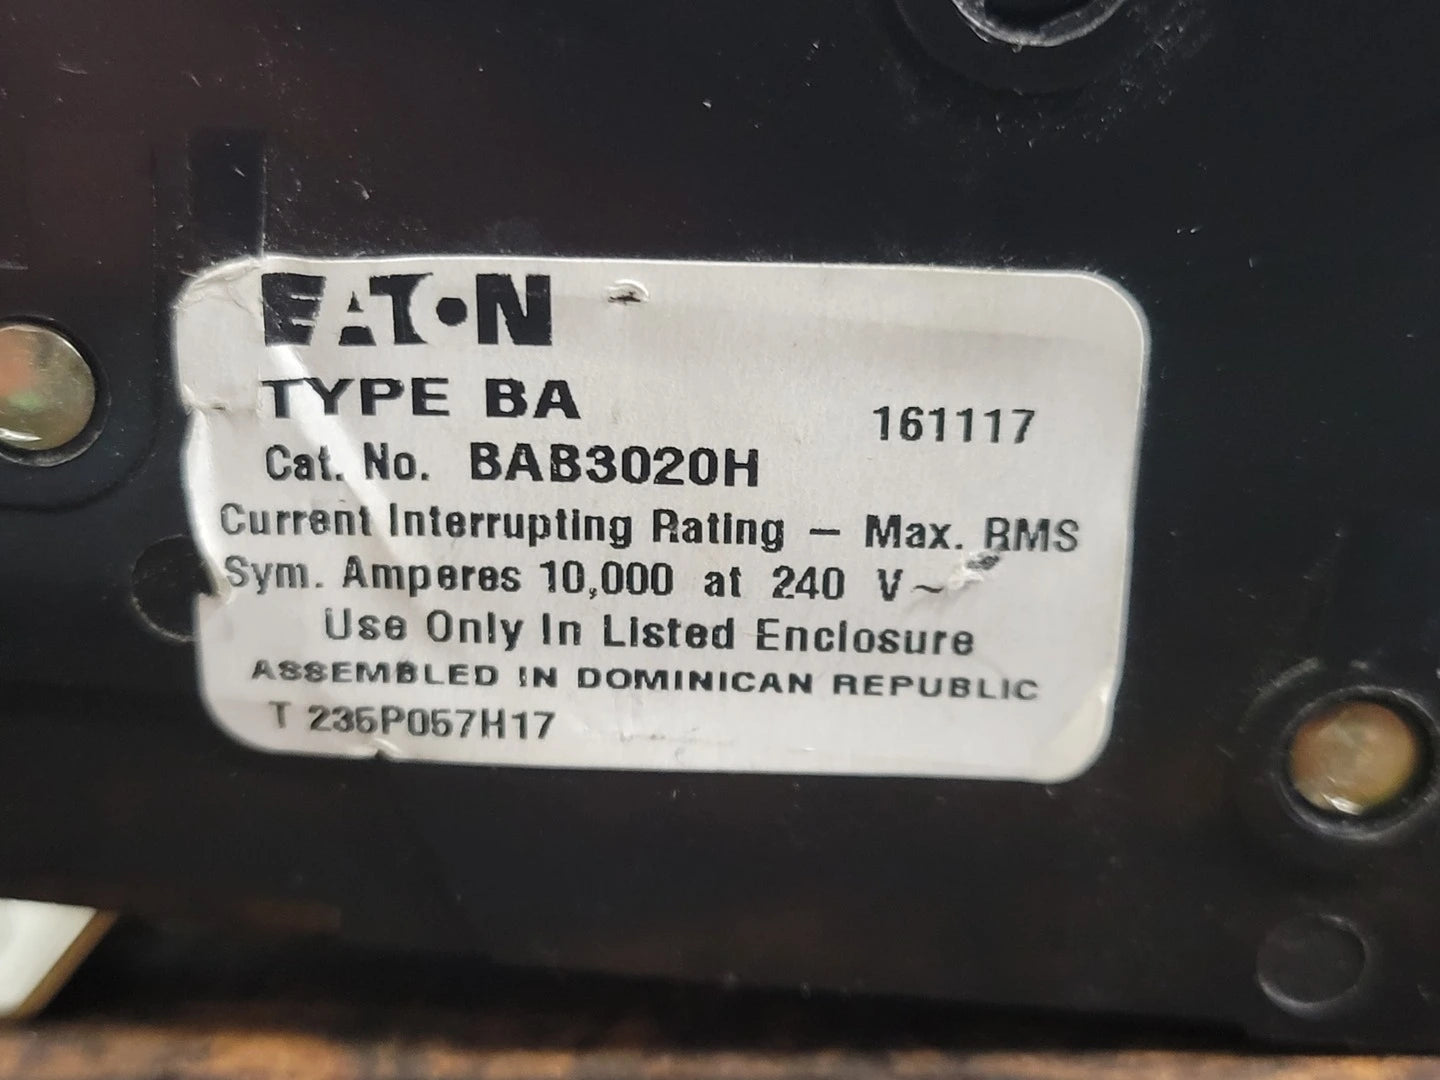 EATON
TYPE BA
161117
Cat. No. BAB3020H
Current Interrupting Rating – Max. RMS
Sym. Amperes 10,000 at 240 V~
Use Only In Listed Enclosure
ASSEMBLED IN DOMINICAN REPUBLIC
T 235P057H17